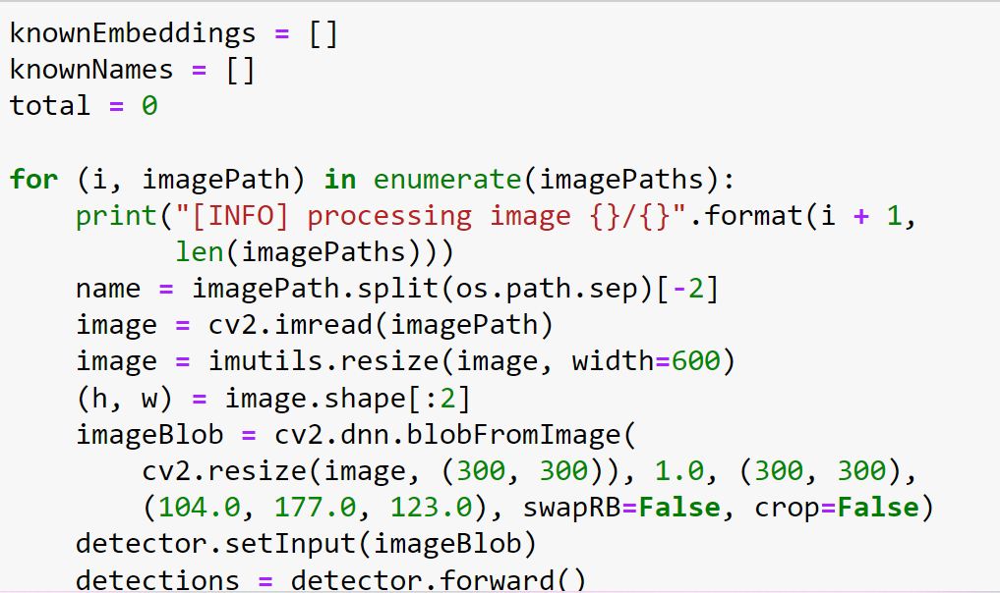 knownEmbeddings = []
knownNames = []
total = 0
for (i, imagePath) in enumerate(imagePaths):
    print("[INFO] processing image {}/{}".format(i + 1,
          len(imagePaths)))
    name = imagePath.split(os.path.sep)[-2]
    image = cv2.imread(imagePath)
    image = imutils.resize(image, width=600)
    (h, w) = image.shape[:2]
    imageBlob = cv2.dnn.blobFromImage(
        cv2.resize(image, (300, 300)), 1.0, (300, 300),
        (104.0, 177.0, 123.0), swapRB=False, crop=False)
    detector.setInput(imageBlob)
    detections = detector.forward()